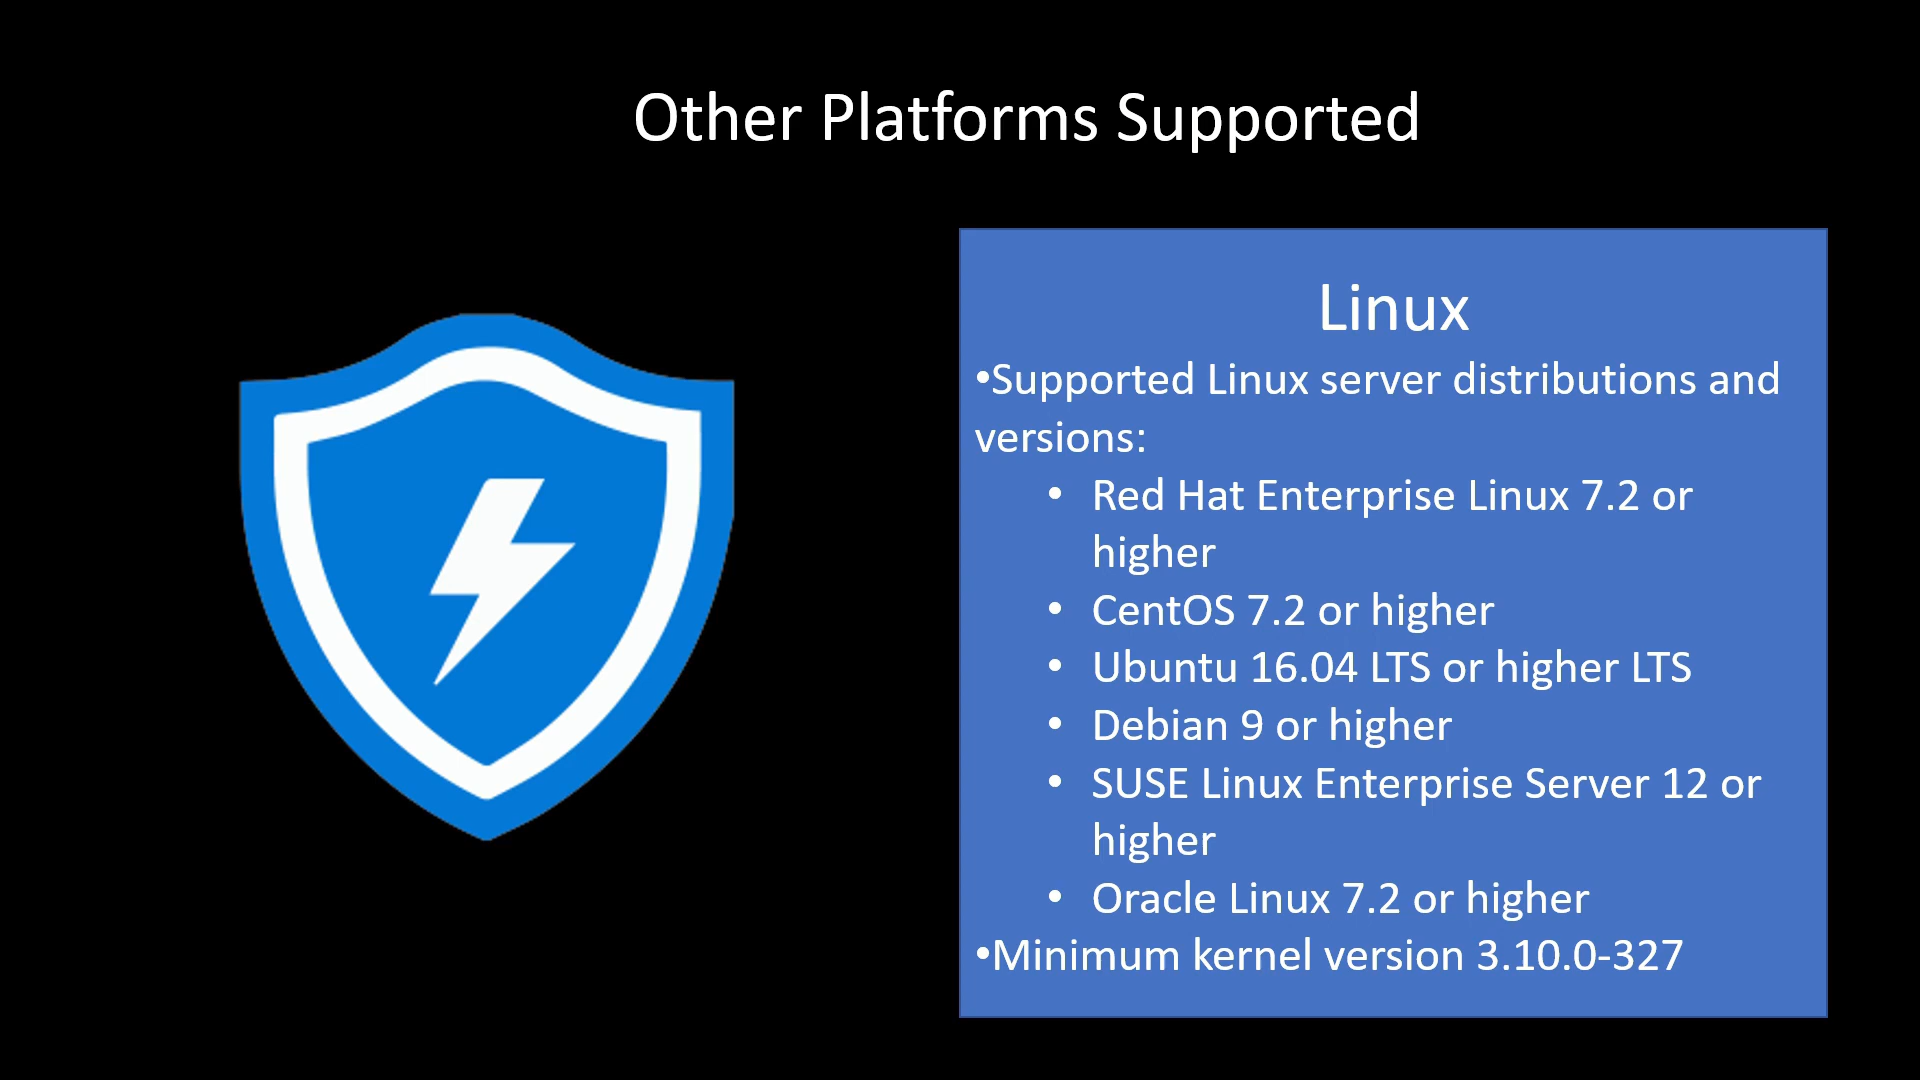 Other Platforms Supported
Linux
•Supported Linux server distributions and
versions:
• Red Hat Enterprise Linux 7.2 or
higher
• CentOS 7.2 or higher
• Ubuntu 16.04 LTS or higher LTS
• Debian 9 or higher
• SUSE Linux Enterprise Server 12 or
higher
• Oracle Linux 7.2 or higher
•Minimum kernel version 3.10.0-327